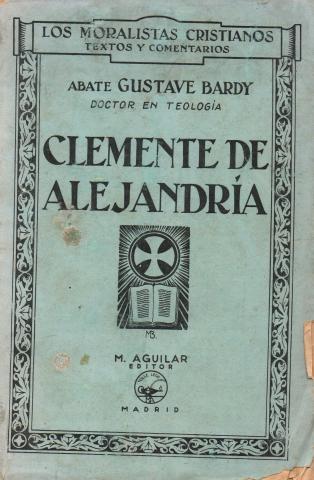 LOS MORALISTAS CRISTIANOS
TEXTOS Y COMENTARIOS
ABATE GUSTAVE BARDY
DOCTOR EN TEOLOGÍA
CLEMENTE DE
ALEJANDRÍA
MB.
M. AGUILAR
EDITOR
MADRID